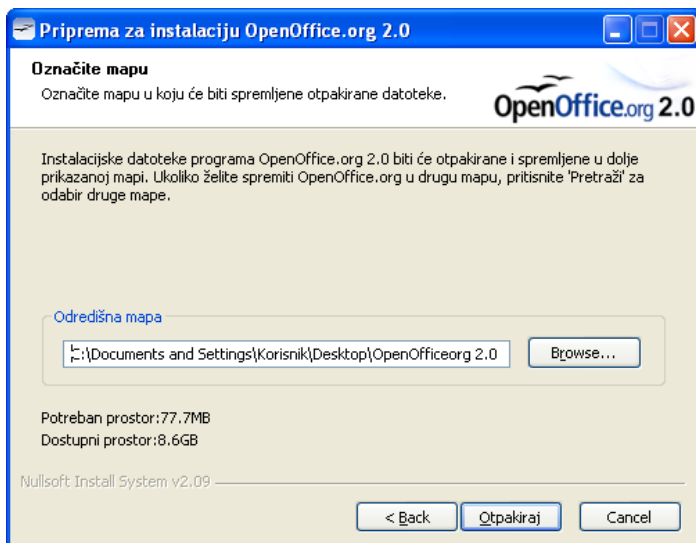 Priprema za instalaciju OpenOffice.org 2.0
Označite mapu
Označite mapu u koju će biti spremljene otpakirane datoteke.
OpenOffice.org 2.0
Instalacijske datoteke programa OpenOffice.org 2.0 biti će otpakirane i spremljene u dolje
prikazanoj mapi. Ukoliko želite spremiti OpenOffice.org u drugu mapu, pritisnite 'Pretraži' za
odabir druge mape.
Odredišna mapa
C:\Documents and Settings\Korisnik\Desktop\OpenOfficeorg 2.0
Browse...
Potreban prostor:77.7MB
Dostupni prostor:8.6GB
Nullsoft Install System v2.09
< Back
Otpakiraj
Cancel